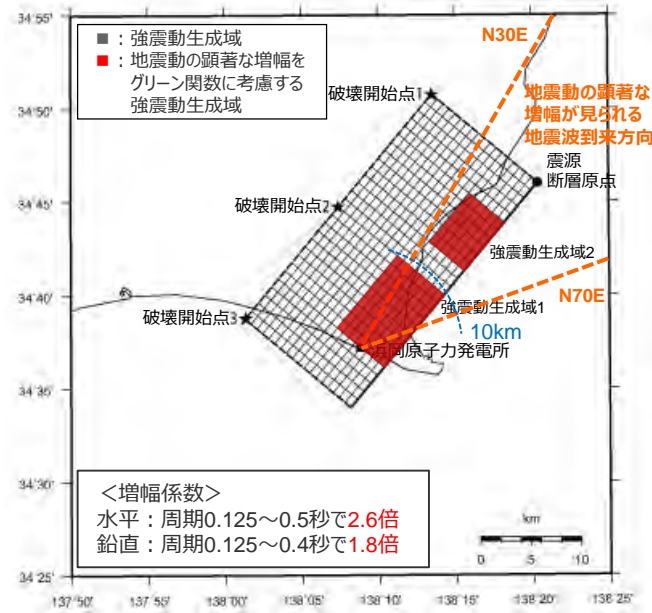 34°55'
34°50'
34°45'
34°40'
34°35'
34°30'
34°25'
■：強震動生成域
■：地震動の顕著な増幅を
グリーン関数に考慮する
強震動生成域
N30E
地震動の顕著な
増幅が見られる
地震波到来方向
破壊開始点1
震源
断層原点
破壊開始点2
強震動生成域2
N70E
破壊開始点3
強震動生成域1
10km
浜岡原子力発電所
＜増幅係数＞
水平：周期0.125～0.5秒で2.6倍
鉛直：周期0.125～0.4秒で1.8倍
km
0 5 10
137°50' 137°55' 138°00' 138°05' 138°10' 138°15' 138°20' 138°25'